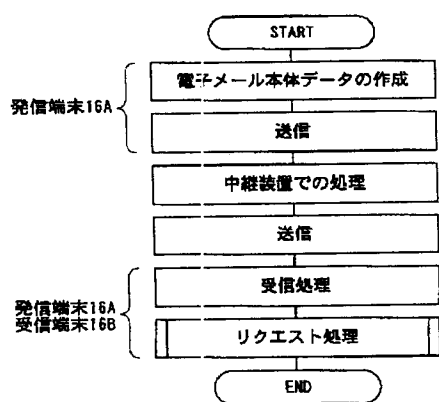 START
電子メール本体データの作成
発信端末16A
送信
中継装置での処理
送信
受信処理
発信端末16A
受信端末16B
リクエスト処理
END